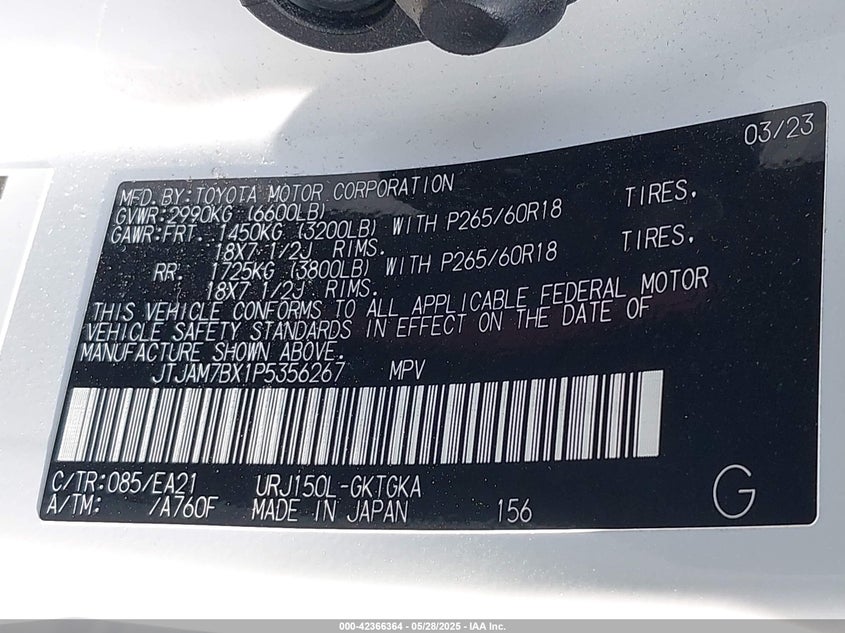 03/23
MFD. BY: TOYOTA MOTOR CORPORATION
GVWR: 2990KG (6600LB)
GAWR: FRT. 1450KG (3200LB) WITH P265/60R18 TIRES.
18X7 1/2J RIMS.
RR: 1725KG (3800LB) WITH P265/60R18 TIRES.
18X7 1/2J RIMS.
THIS VEHICLE CONFORMS TO ALL APPLICABLE FEDERAL MOTOR
VEHICLE SAFETY STANDARDS IN EFFECT ON THE DATE OF
MANUFACTURE SHOWN ABOVE.
JTJAM7BX1P5356267 MPV
C/TR: 085/EA21 URJ150L-GKTGKA
A/TM: /A760F MADE IN JAPAN 156 G
000-42366364 - 05/28/2025 - IAA Inc.